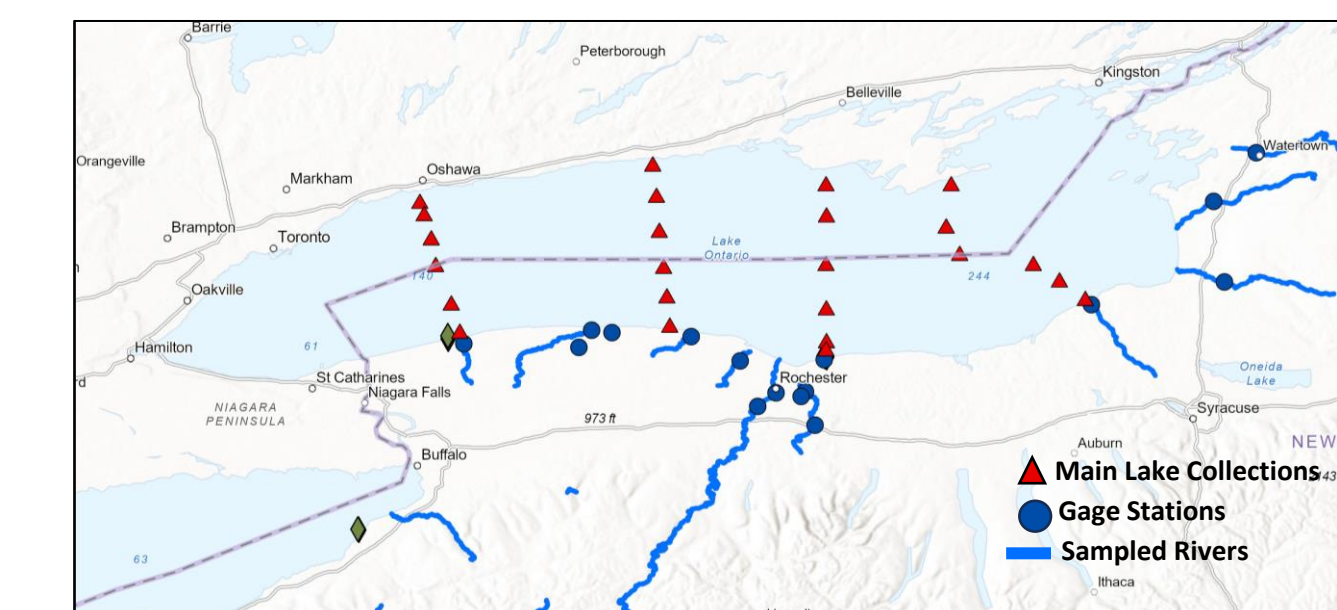 Barrie
Peterborough
Kingston
Belleville
Watertown
Orangeville
Oshawa
Markham
Brampton
Toronto
Lake
Ontario
140
244
Oakville
61
Hamilton
rd
St Catharines
Niagara Falls
Rochester
Oneida
Lake
NIAGARA
PENINSULA
973 ft
Syracuse
Auburn
NEW
Buffalo
Main Lake Collections
143
Gage Stations
Sampled Rivers
63
Ithaca